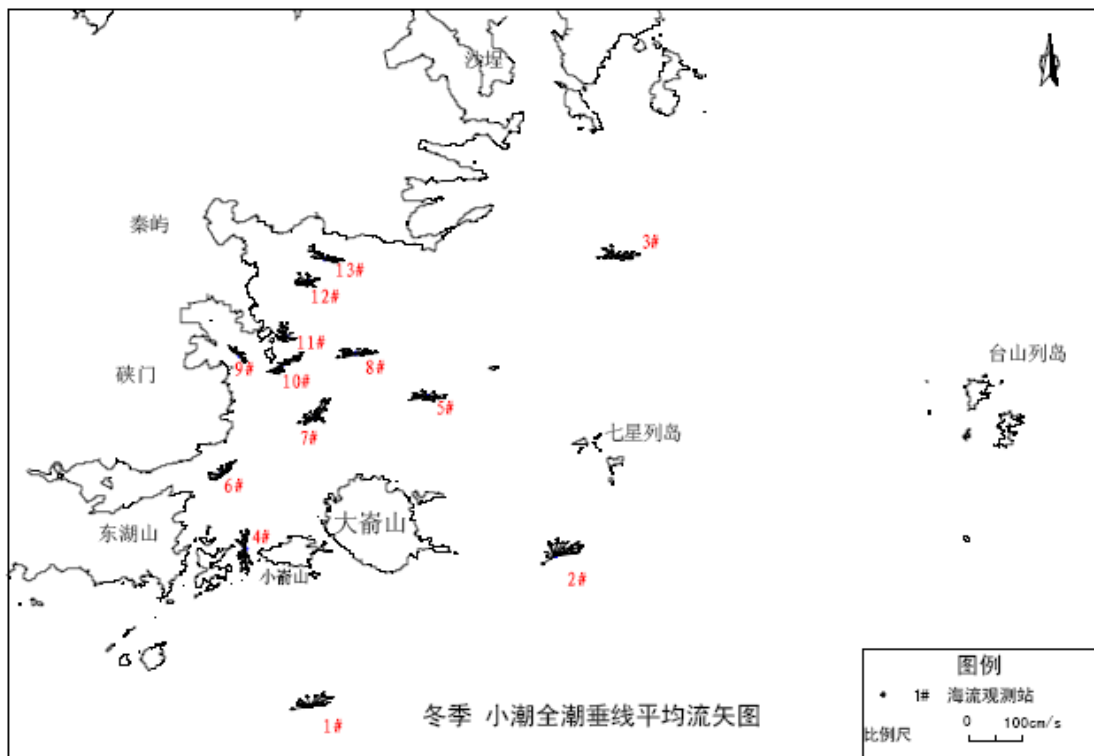 沙埕
秦屿
3#
13#
12#
11#
硖门
9#
10#
8#
台山列岛
5#
7#
七星列岛
6#
东湖山
4#
大嵛山
小嵛山
2#
1#
冬季 小潮全潮垂线平均流矢图
图例
1# 海流观测站
比例尺 0 100cm/s